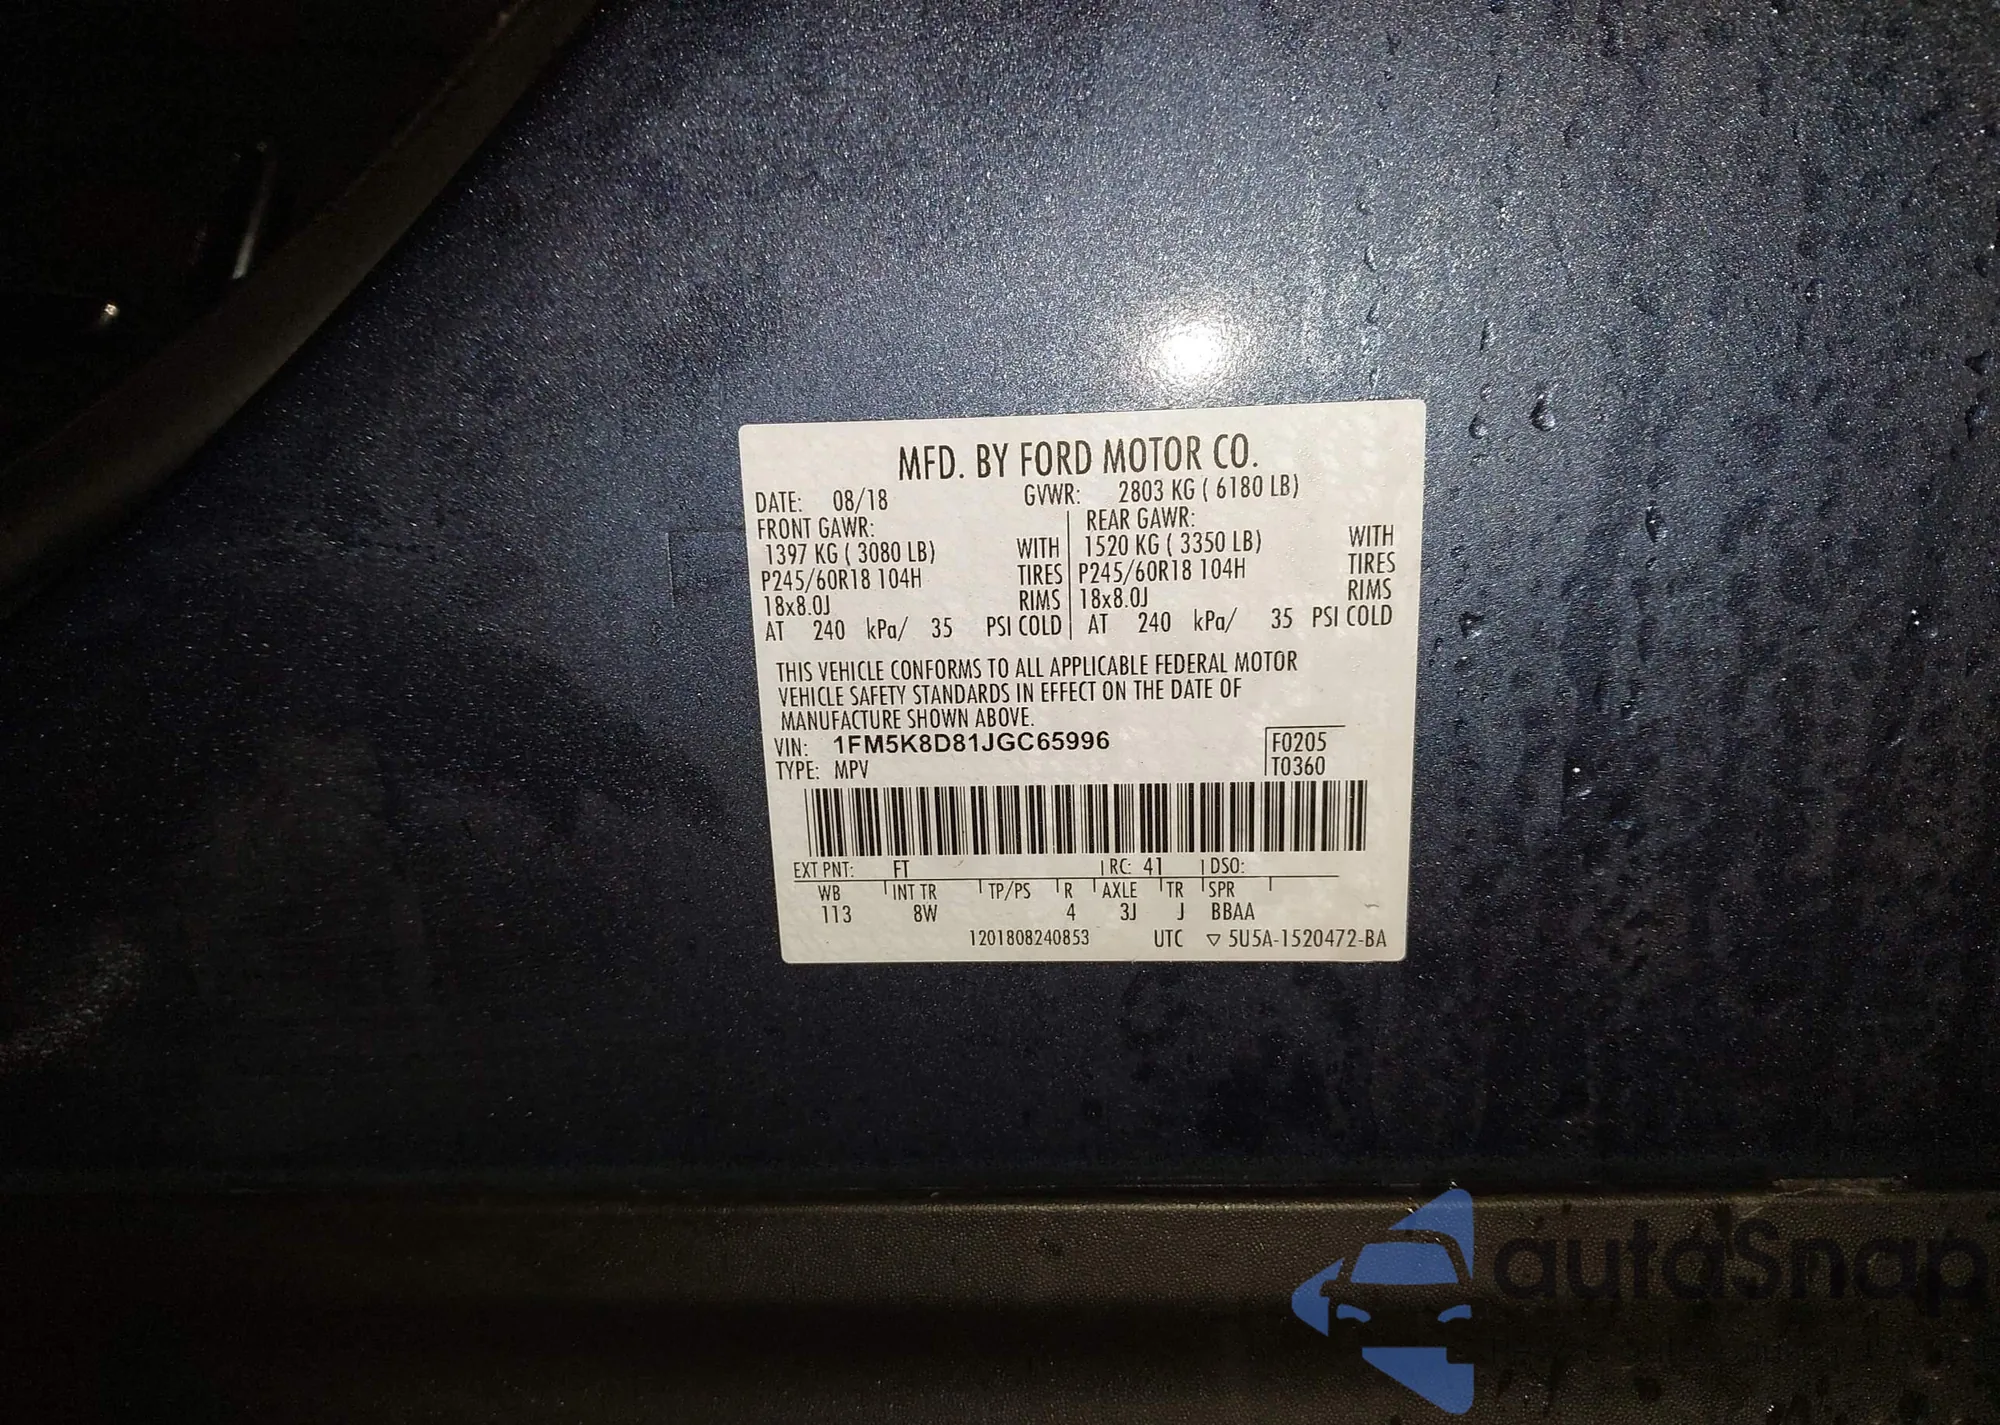 MFD. BY FORD MOTOR CO.
DATE: 08/18 GVWR: 2803 KG ( 6180 LB)
FRONT GAWR: REAR GAWR:
1397 KG ( 3080 LB) WITH 1520 KG ( 3350 LB) WITH
P245/60R18 104H TIRES P245/60R18 104H TIRES
18x8.0J RIMS 18x8.0J RIMS
AT 240 kPa/ 35 PSI COLD AT 240 kPa/ 35 PSI COLD
THIS VEHICLE CONFORMS TO ALL APPLICABLE FEDERAL MOTOR
VEHICLE SAFETY STANDARDS IN EFFECT ON THE DATE OF
MANUFACTURE SHOWN ABOVE.
VIN: 1FM5K8D81JGC65996 F0205
TYPE: MPV T0360
EXT PNT: FT RC: 41 DSO:
WB INT TR TP/PS R AXLE TR SPR
113 8W 4 3J J BBAA
1201808240853 UTC ▽ 5U5A-1520472-BA
autoSnap